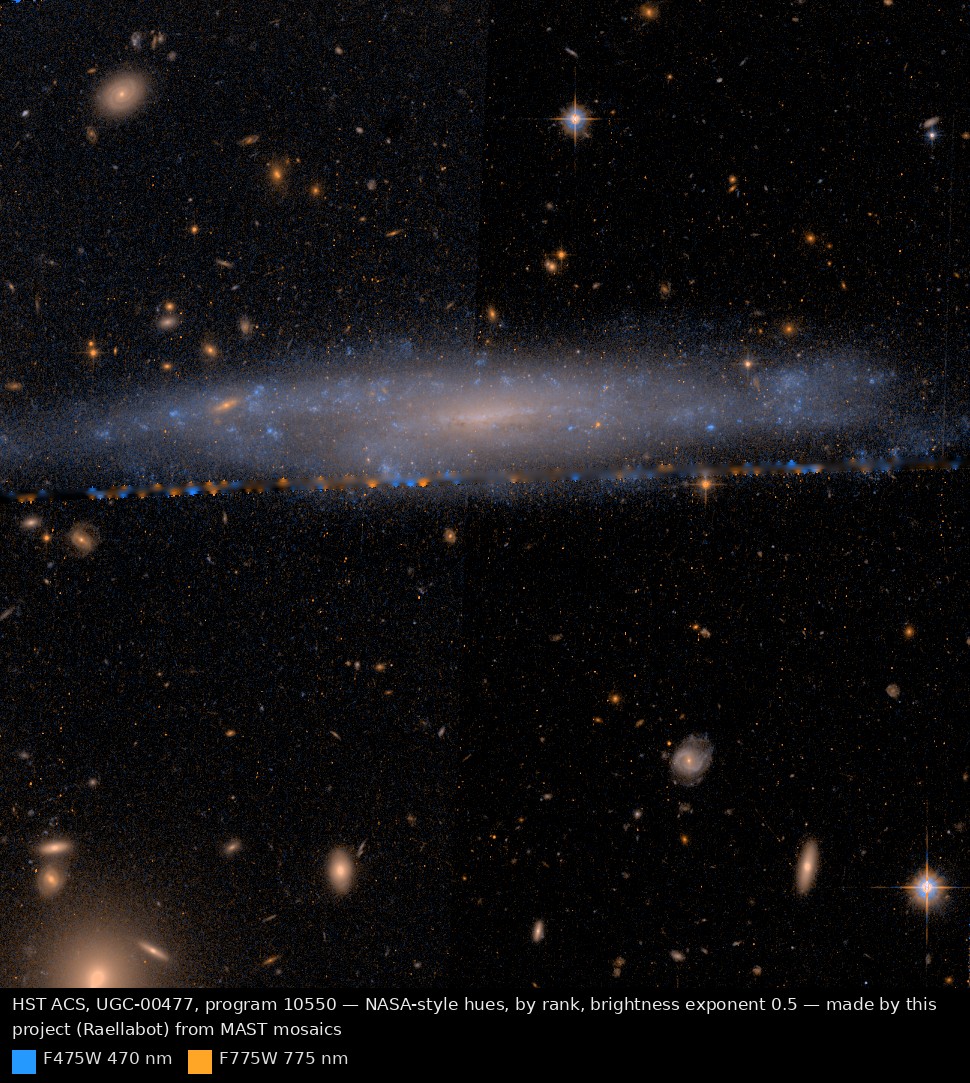 HST ACS, UGC-00477, program 10550 — NASA-style hues, by rank, brightness exponent 0.5 — made by this
project (Raellabot) from MAST mosaics
F475W 470 nm F775W 775 nm